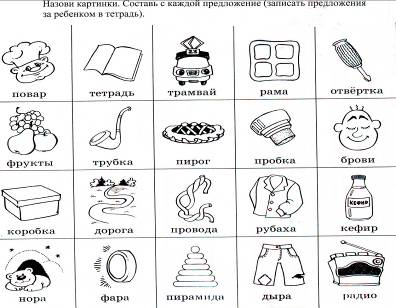 Назови картинки. Составь с каждой предложение (записать предложения
за ребенком в тетрадь).
повар тетрадь трамвай рама отвёртка
фрукты трубка пирог пробка брови
КЕФИР
коробка дорога провода рубаха кефир
нора фара пирамида дыра радио